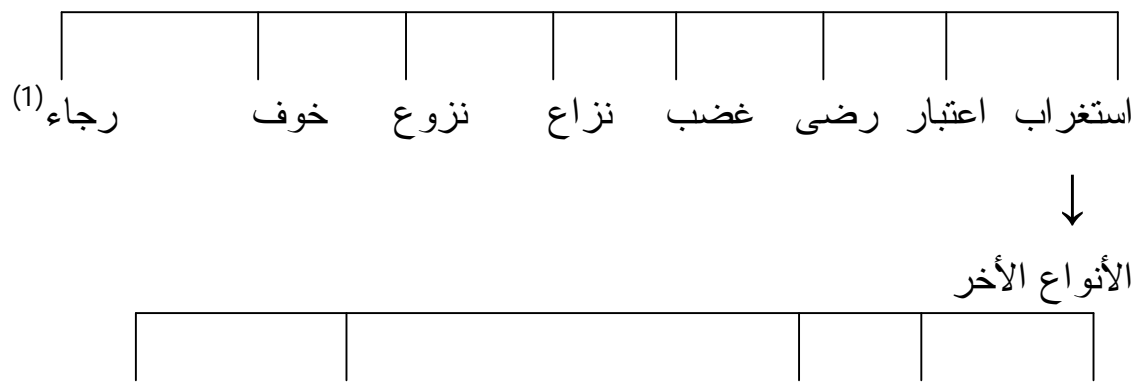 استغراب اعتبار رضى غضب نزاع نزوع خوف رجاء(1)
↓
الأنواع الأخر